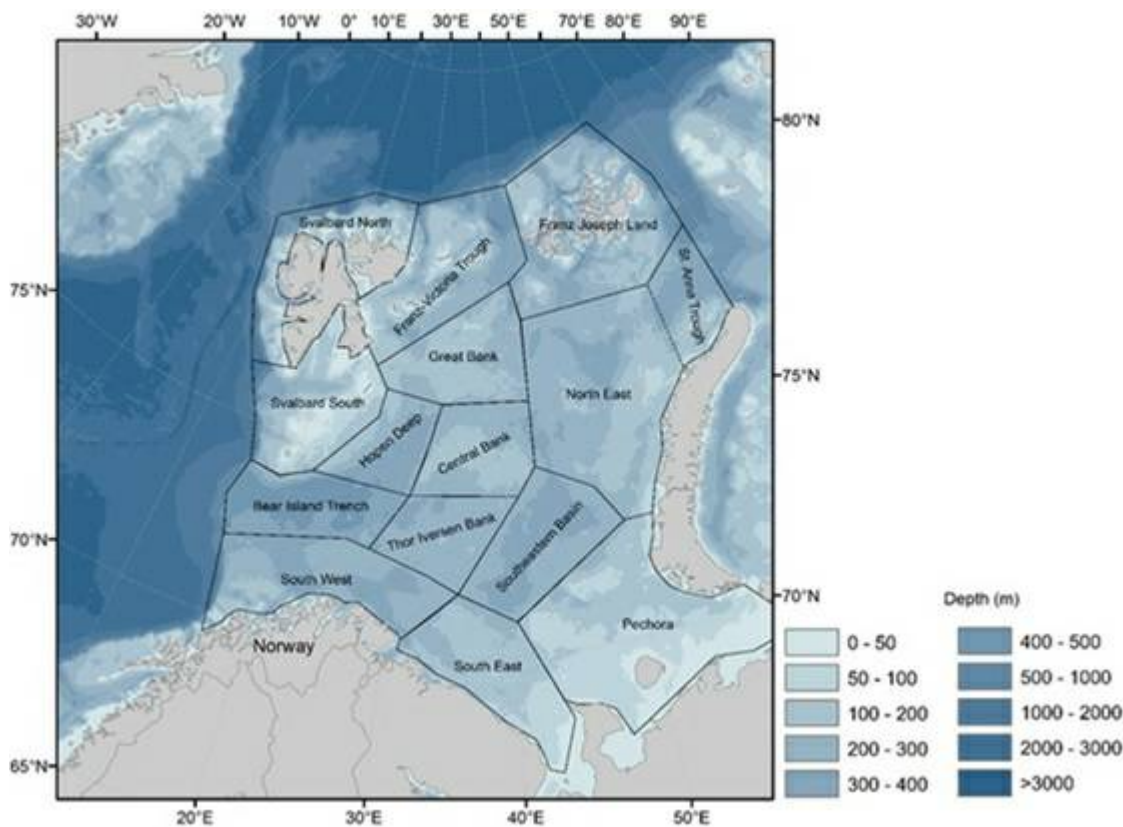 30°W 20°W 10°W 0° 10°E 20°E 30°E 50°E 70°E 80°E 90°E
80°N
75°N
75°N
70°N
70°N
65°N
Svalbard North
Franz Joseph Land
St. Anna Trough
Franz-Victoria Trough
Great Bank
North East
Svalbard South
Hopen Deep
Central Bank
Bear Island Trench
Thor Iversen Bank
Southeastern Basin
South West
Norway
South East
Pechora
Depth (m)
0 - 50
50 - 100
100 - 200
200 - 300
300 - 400
400 - 500
500 - 1000
1000 - 2000
2000 - 3000
>3000
20°E 30°E 40°E 50°E